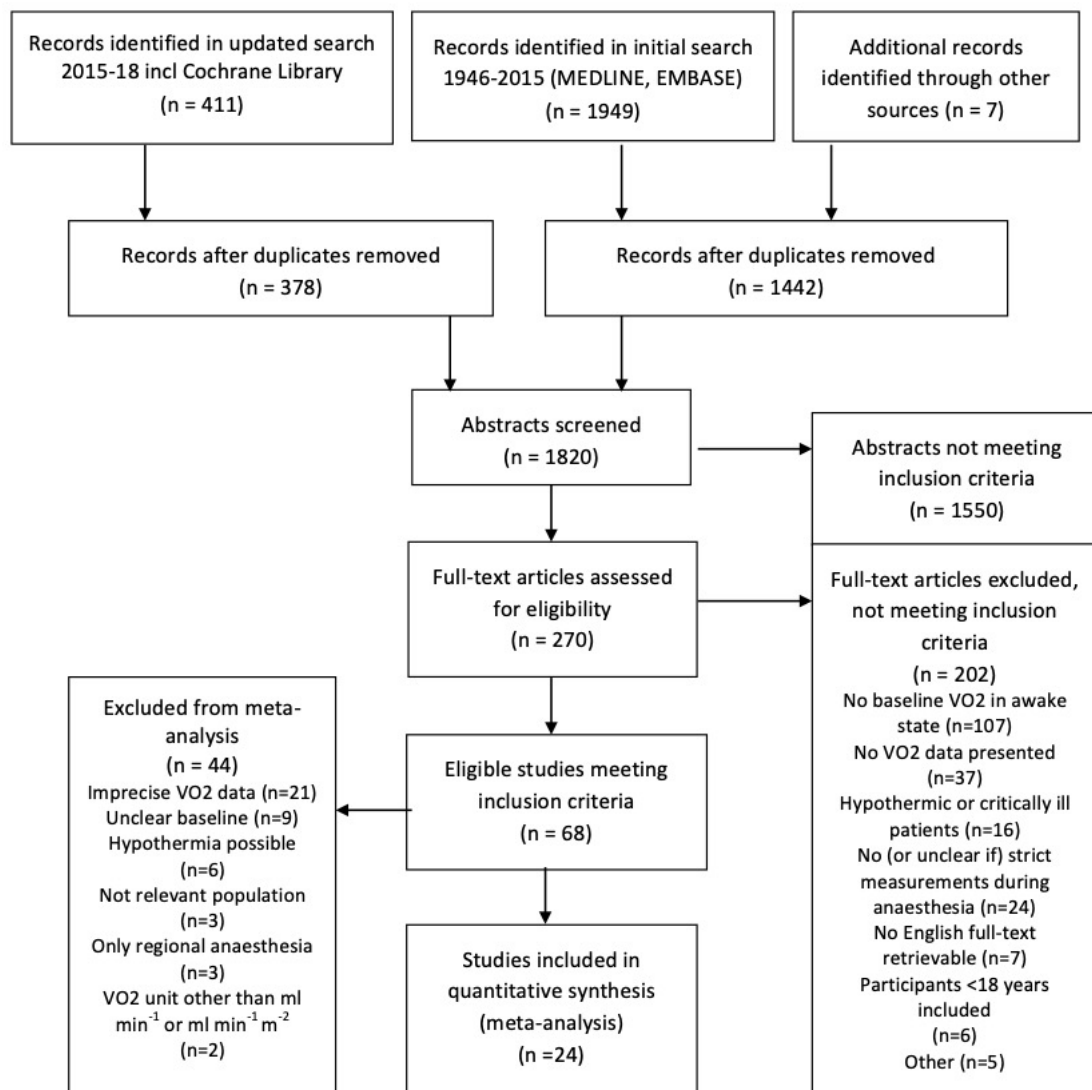 Records identified in updated search
2015-18 incl Cochrane Library
(n = 411)
Records identified in initial search
1946-2015 (MEDLINE, EMBASE)
(n = 1949)
Additional records
identified through other
sources (n = 7)
Records after duplicates removed
(n = 378)
Records after duplicates removed
(n = 1442)
Abstracts screened
(n = 1820)
Abstracts not meeting
inclusion criteria
(n = 1550)
Full-text articles assessed
for eligibility
(n = 270)
Full-text articles excluded,
not meeting inclusion
criteria
(n = 202)
No baseline VO2 in awake
state (n=107)
No VO2 data presented
(n=37)
Hypothermic or critically ill
patients (n=16)
No (or unclear if) strict
measurements during
anaesthesia (n=24)
No English full-text
retrievable (n=7)
Participants <18 years
included
(n=6)
Other (n=5)
Excluded from meta-
analysis
(n = 44)
Imprecise VO2 data (n=21)
Unclear baseline (n=9)
Hypothermia possible
(n=6)
Not relevant population
(n=3)
Only regional anaesthesia
(n=3)
VO2 unit other than ml
min⁻¹ or ml min⁻¹ m⁻²
(n=2)
Eligible studies meeting
inclusion criteria
(n = 68)
Studies included in
quantitative synthesis
(meta-analysis)
(n =24)